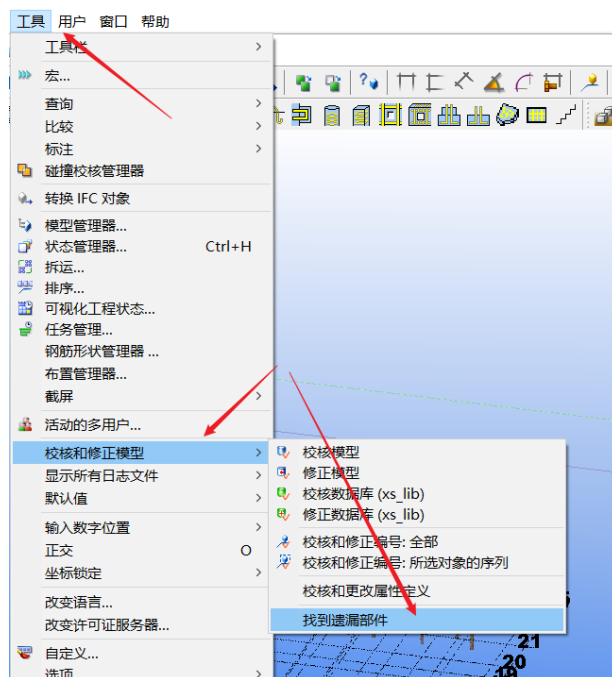 工具 用户 窗口 帮助
工具栏
宏...
查询
比较
标注
碰撞校核管理器
转换 IFC 对象
模型管理器...
状态管理器... Ctrl+H
拆运...
排序...
可视化工程状态...
任务管理...
钢筋形状管理器 ...
布置管理器...
截屏
活动的多用户...
校核和修正模型
显示所有日志文件
默认值
输入数字位置
正交 O
坐标锁定
改变语言...
改变许可证服务器...
自定义...
选项
校核模型
修正模型
校核数据库 (xs_lib)
修正数据库 (xs_lib)
校核和修正编号: 全部
校核和修正编号: 所选对象的序列
校核和更改属性定义
找到遗漏部件
21
20
19